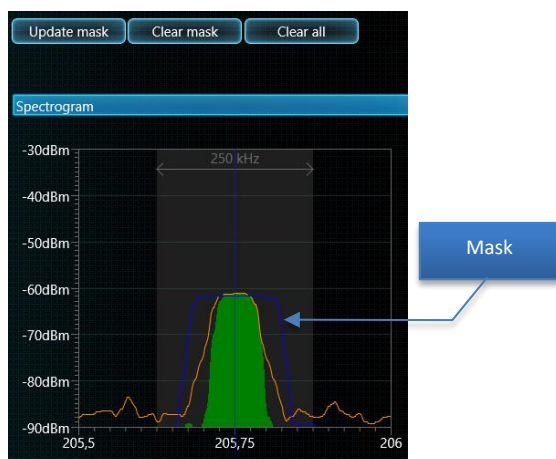 Update mask Clear mask Clear all
Spectrogram
-30dBm
250 kHz
-40dBm
-50dBm
Mask
-60dBm
-70dBm
-80dBm
-90dBm
205,5 205,75 206